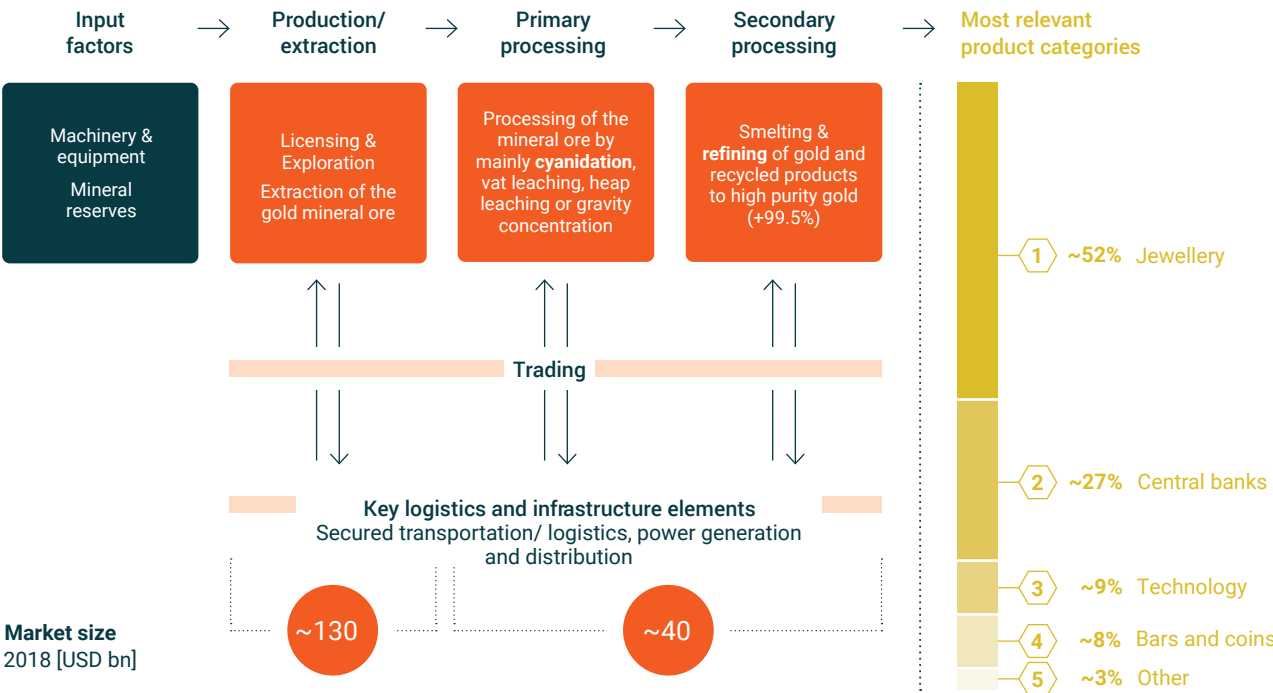 Input
factors
Production/
extraction
Primary
processing
Secondary
processing
Most relevant
product categories
Machinery &
equipment
Mineral
reserves
Licensing &
Exploration
Extraction of the
gold mineral ore
Processing of the
mineral ore by
mainly cyanidation,
vat leaching, heap
leaching or gravity
concentration
Smelting &
refining of gold and
recycled products
to high purity gold
(+99.5%)
1 ~52% Jewellery
Trading
2 ~27% Central banks
Key logistics and infrastructure elements
Secured transportation/ logistics, power generation
and distribution
3 ~9% Technology
4 ~8% Bars and coins
5 ~3% Other
Market size
2018 [USD bn]
~130
~40